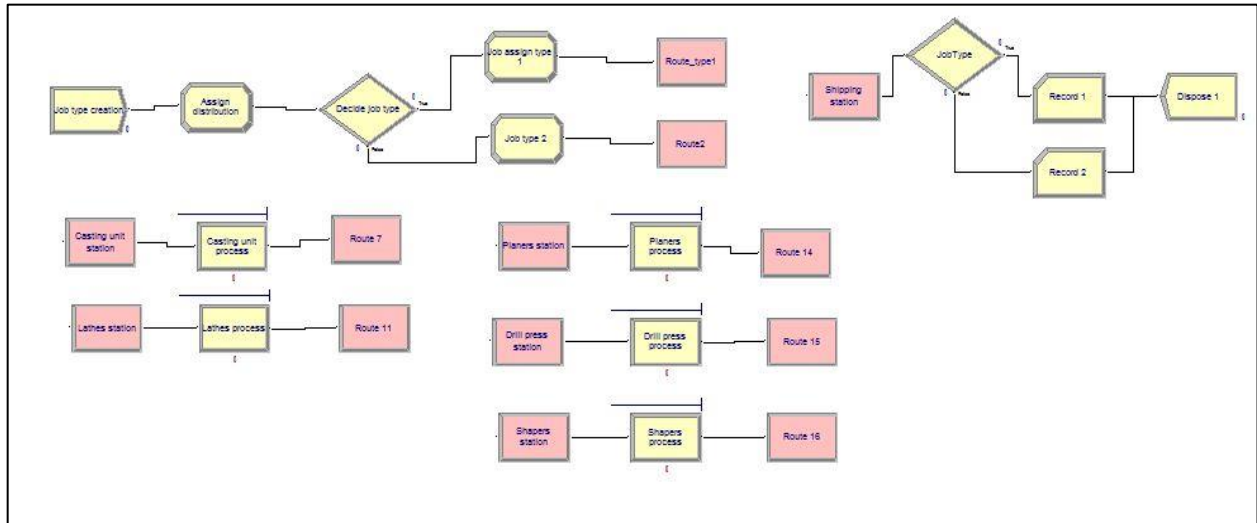 Job type creation
Assign
distribution
Decide job type
True
False
Job assign type
1
Route_type1
Job type 2
Route2
Shipping
station
JobType
True
False
Record 1
Record 2
Dispose 1
Casting unit
station
Casting unit
process
Route 7
Lathes station
Lathes process
Route 11
Planers station
Planers
process
Route 14
Drill press
station
Drill press
process
Route 15
Shapers
station
Shapers
process
Route 16